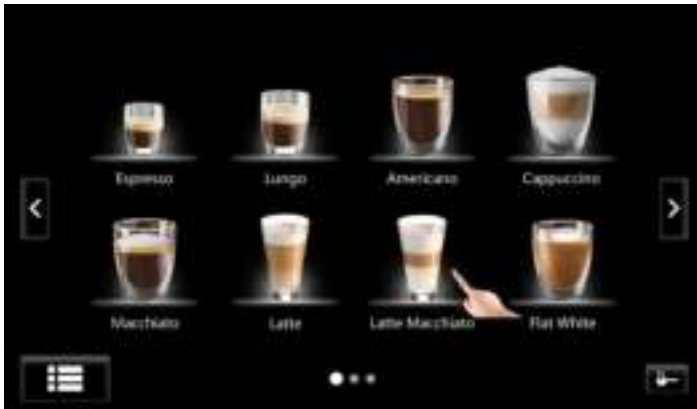 Espresso
Lungo
Americano
Cappuccino
Macchiato
Latte
Latte Macchiato
Flat White